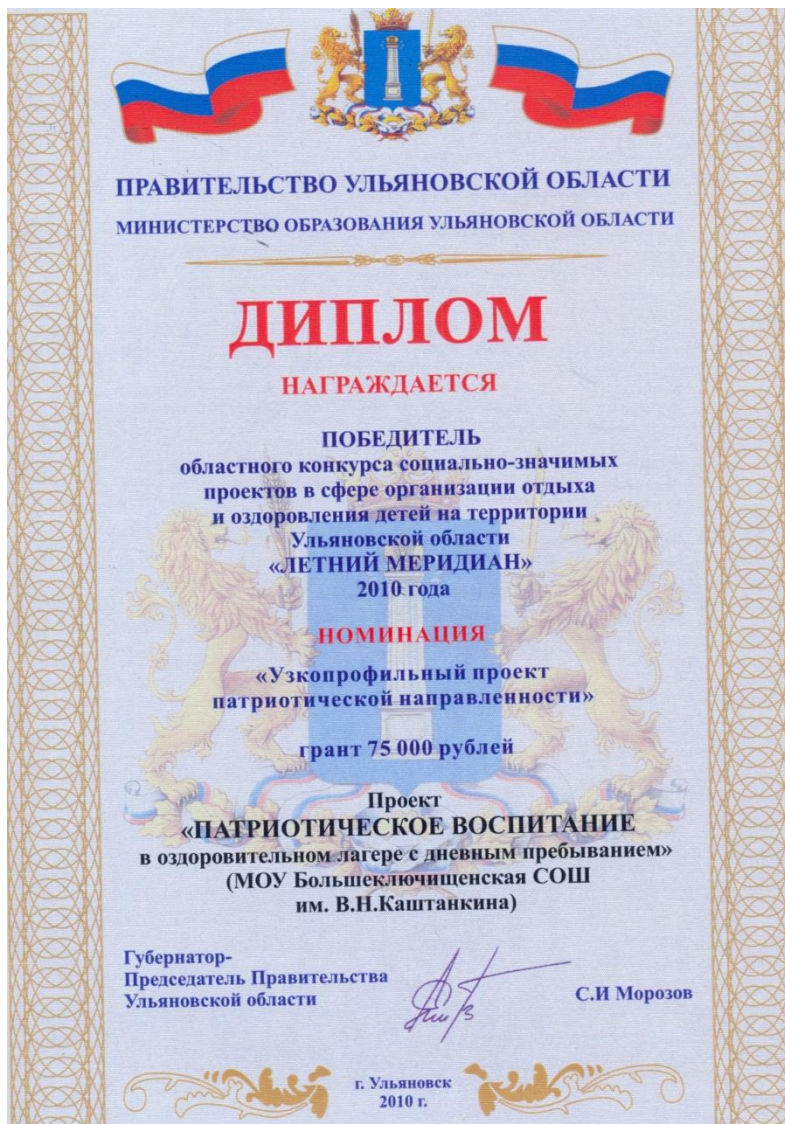 ПРАВИТЕЛЬСТВО УЛЬЯНОВСКОЙ ОБЛАСТИ
МИНИСТЕРСТВО ОБРАЗОВАНИЯ УЛЬЯНОВСКОЙ ОБЛАСТИ
ДИПЛОМ
НАГРАЖДАЕТСЯ
ПОБЕДИТЕЛЬ
областного конкурса социально-значимых
проектов в сфере организации отдыха
и оздоровления детей на территории
Ульяновской области
«ЛЕТНИЙ МЕРИДИАН»
2010 года
НОМИНАЦИЯ
«Узкопрофильный проект
патриотической направленности»
грант 75 000 рублей
Проект
«ПАТРИОТИЧЕСКОЕ ВОСПИТАНИЕ
в оздоровительном лагере с дневным пребыванием»
(МОУ Большеключищенская СОШ
им. В.Н.Каштанкина)
Губернатор-
Председатель Правительства
Ульяновской области
С.И Морозов
г. Ульяновск
2010 г.